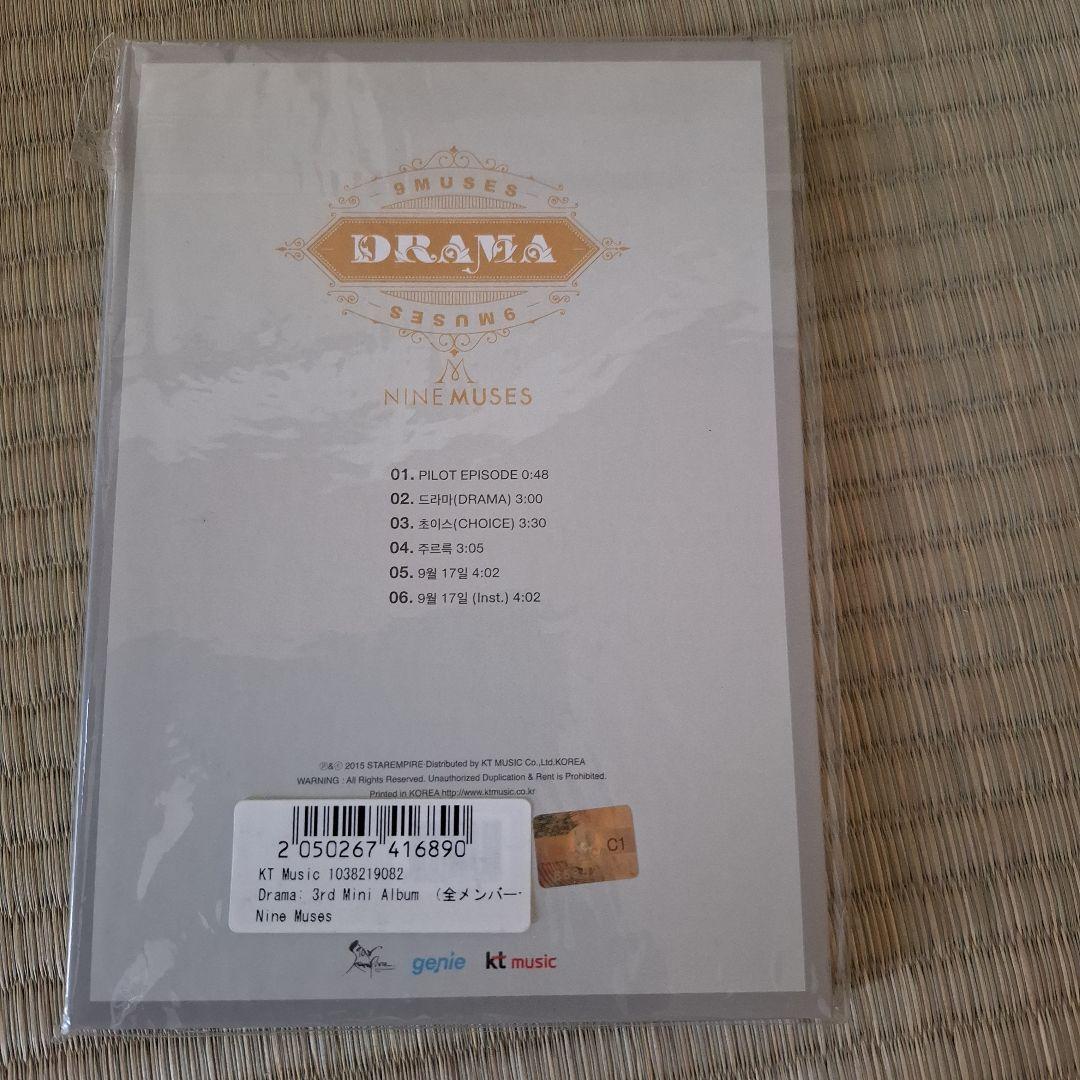 9MUSES
DRAMA
9MUSES
NINE MUSES
01. PILOT EPISODE 0:48
02. 드라마(DRAMA) 3:00
03. 초이스(CHOICE) 3:30
04. 주르륵 3:05
05. 9월 17일 4:02
06. 9월 17일 (Inst.) 4:02
℗&© 2015 STAREMPIRE Distributed by KT MUSIC Co.,Ltd.KOREA
WARNING : All Rights Reserved. Unauthorized Duplication & Rent is Prohibited.
Printed in KOREA http://www.ktmusic.co.kr
2 050267 416890
KT Music 1038219082
Drama: 3rd Mini Album (全メンバー
Nine Muses
C1
genie
kt music